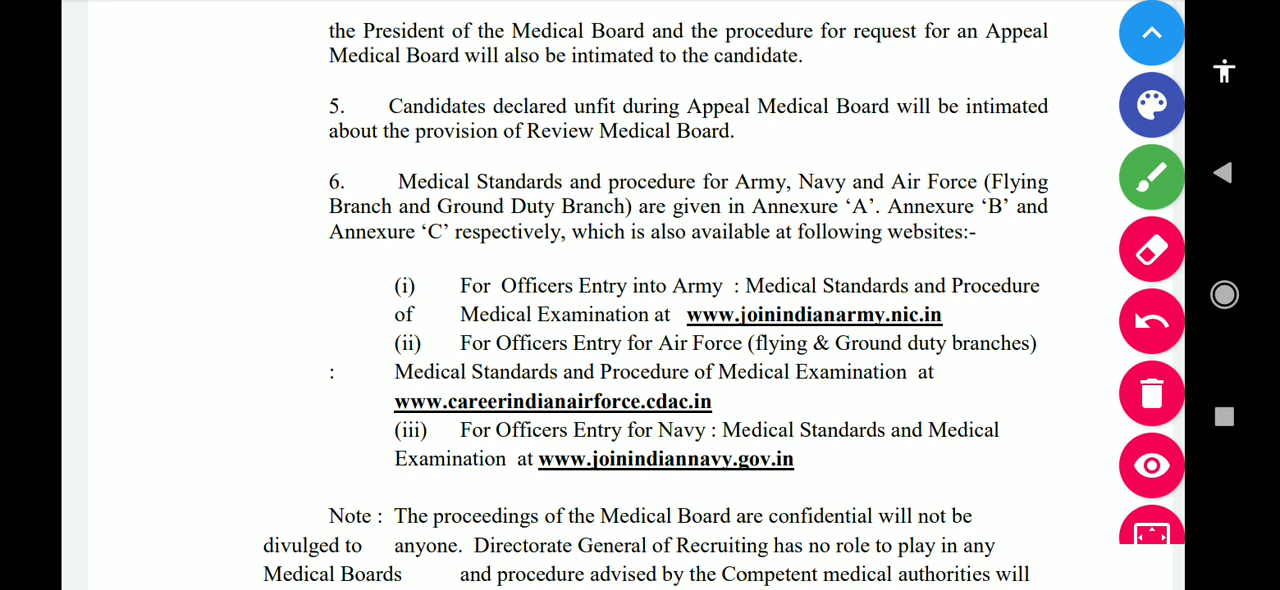 the President of the Medical Board and the procedure for request for an Appeal
Medical Board will also be intimated to the candidate.
5. Candidates declared unfit during Appeal Medical Board will be intimated
about the provision of Review Medical Board.
6. Medical Standards and procedure for Army, Navy and Air Force (Flying
Branch and Ground Duty Branch) are given in Annexure ‘A’. Annexure ‘B’ and
Annexure ‘C’ respectively, which is also available at following websites:-
(i) For Officers Entry into Army : Medical Standards and Procedure
of Medical Examination at www.joinindianarmy.nic.in
(ii) For Officers Entry for Air Force (flying & Ground duty branches)
: Medical Standards and Procedure of Medical Examination at
www.careerindianairforce.cdac.in
(iii) For Officers Entry for Navy : Medical Standards and Medical
Examination at www.joinindiannavy.gov.in
Note : The proceedings of the Medical Board are confidential will not be
divulged to anyone. Directorate General of Recruiting has no role to play in any
Medical Boards and procedure advised by the Competent medical authorities will